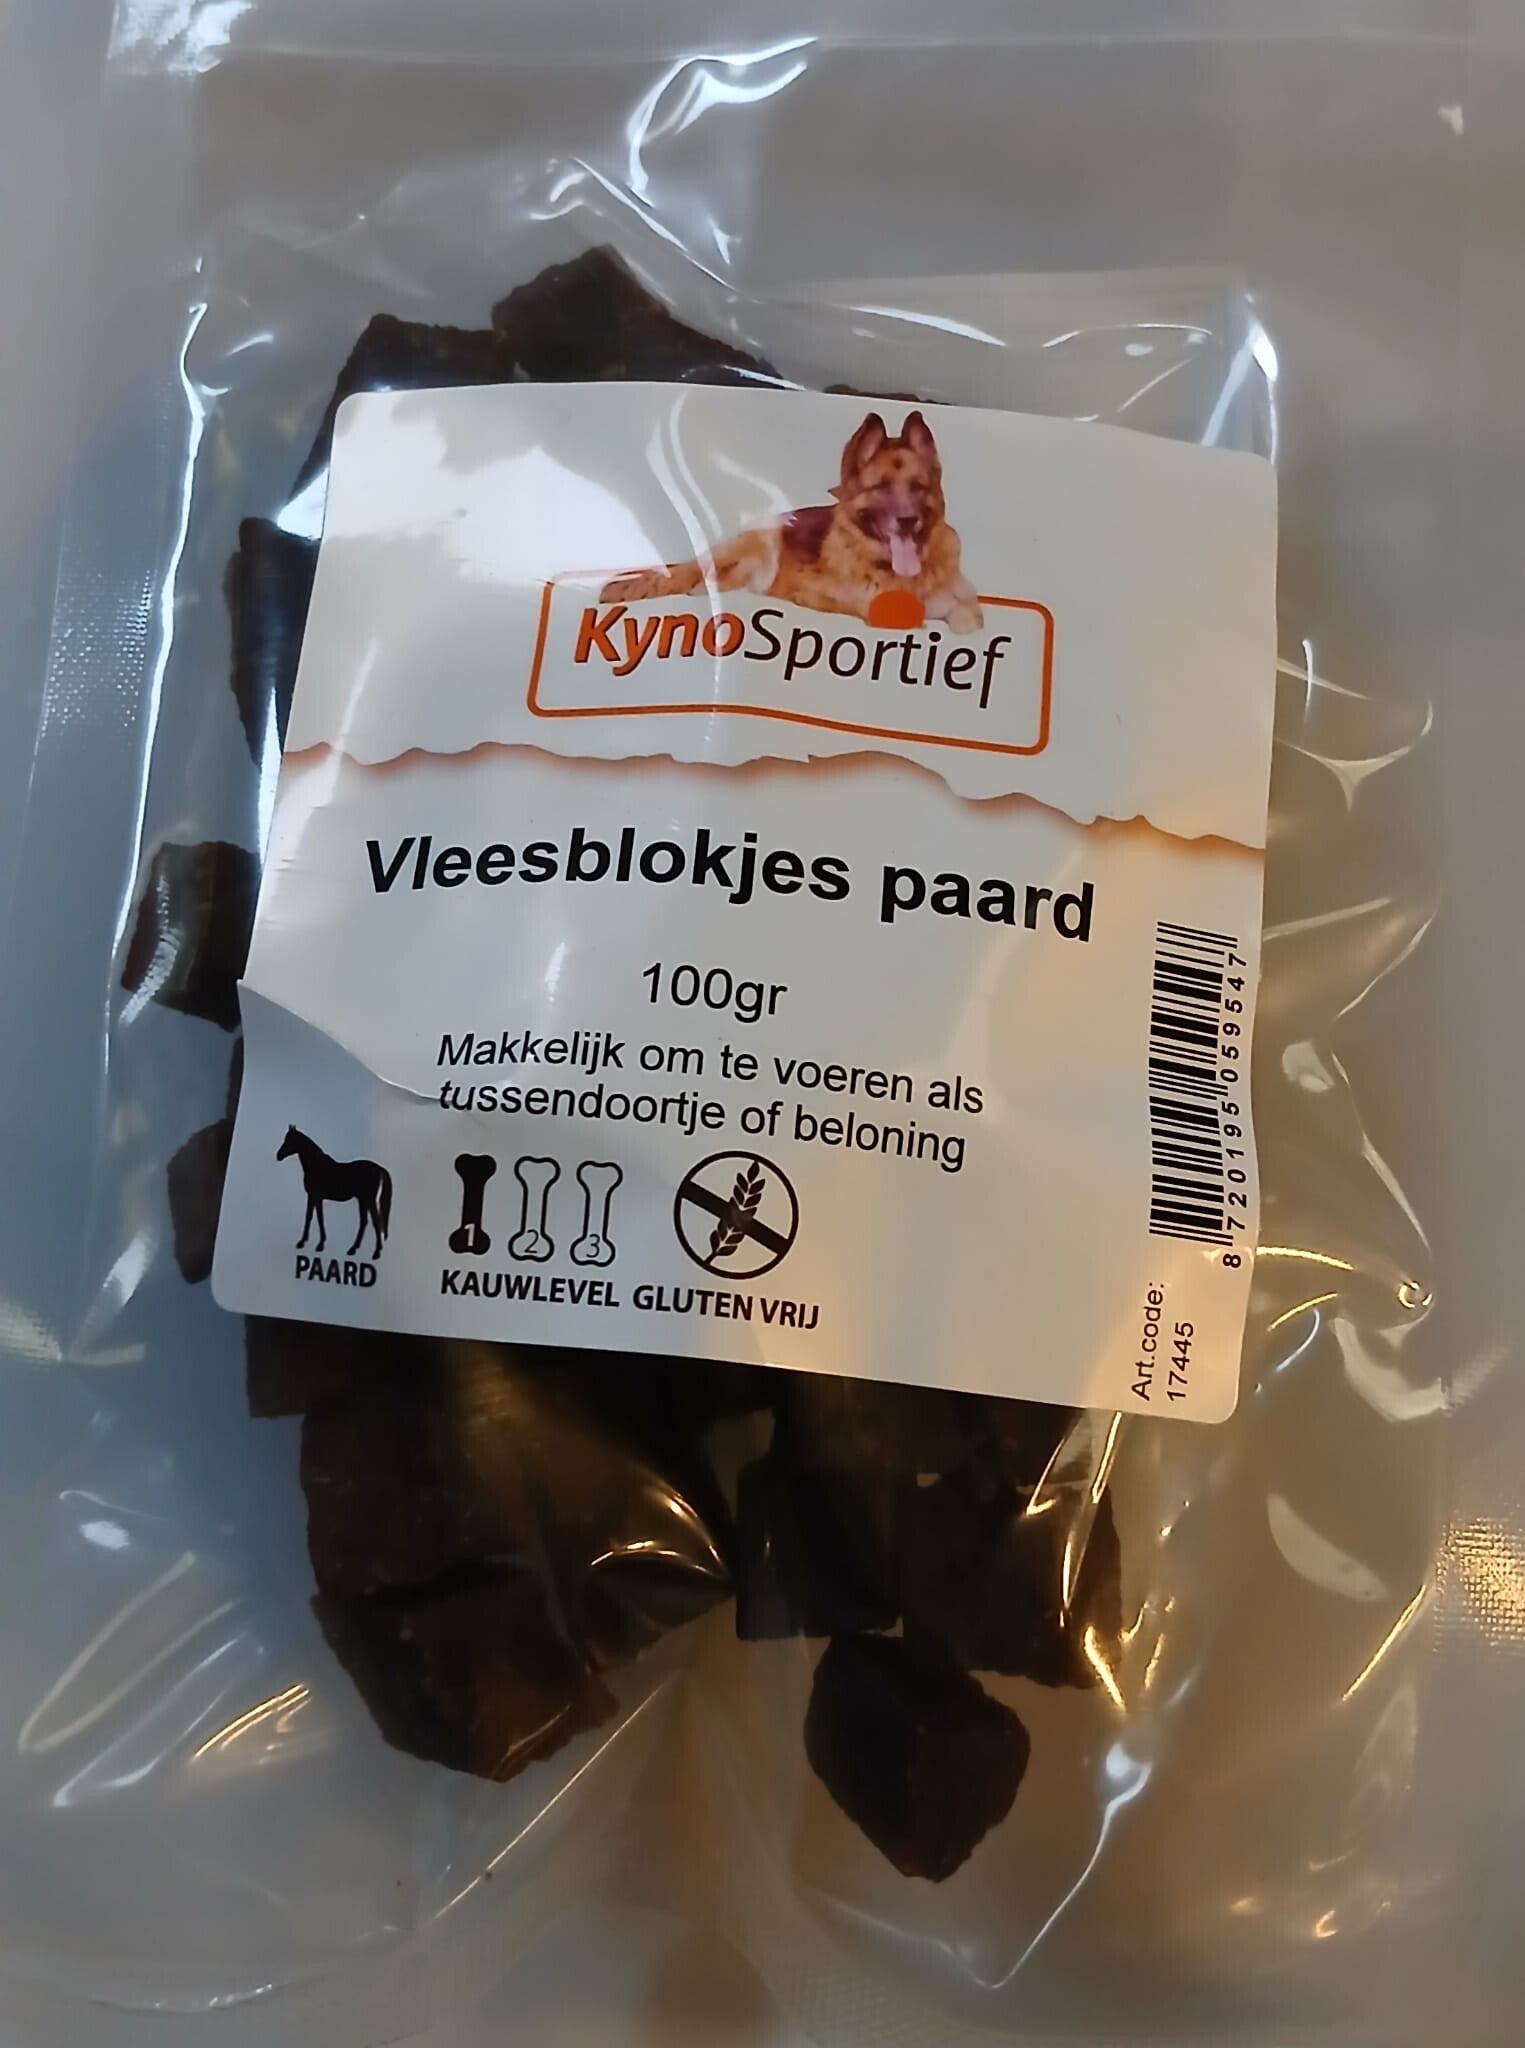 KynoSportief
Vleesblokjes paard
100gr
Makkelijk om te voeren als
tussendoortje of beloning
1 2 3
PAARD
KAUWLEVEL
GLUTEN VRIJ
8 720195 059547
Art.code:
17445